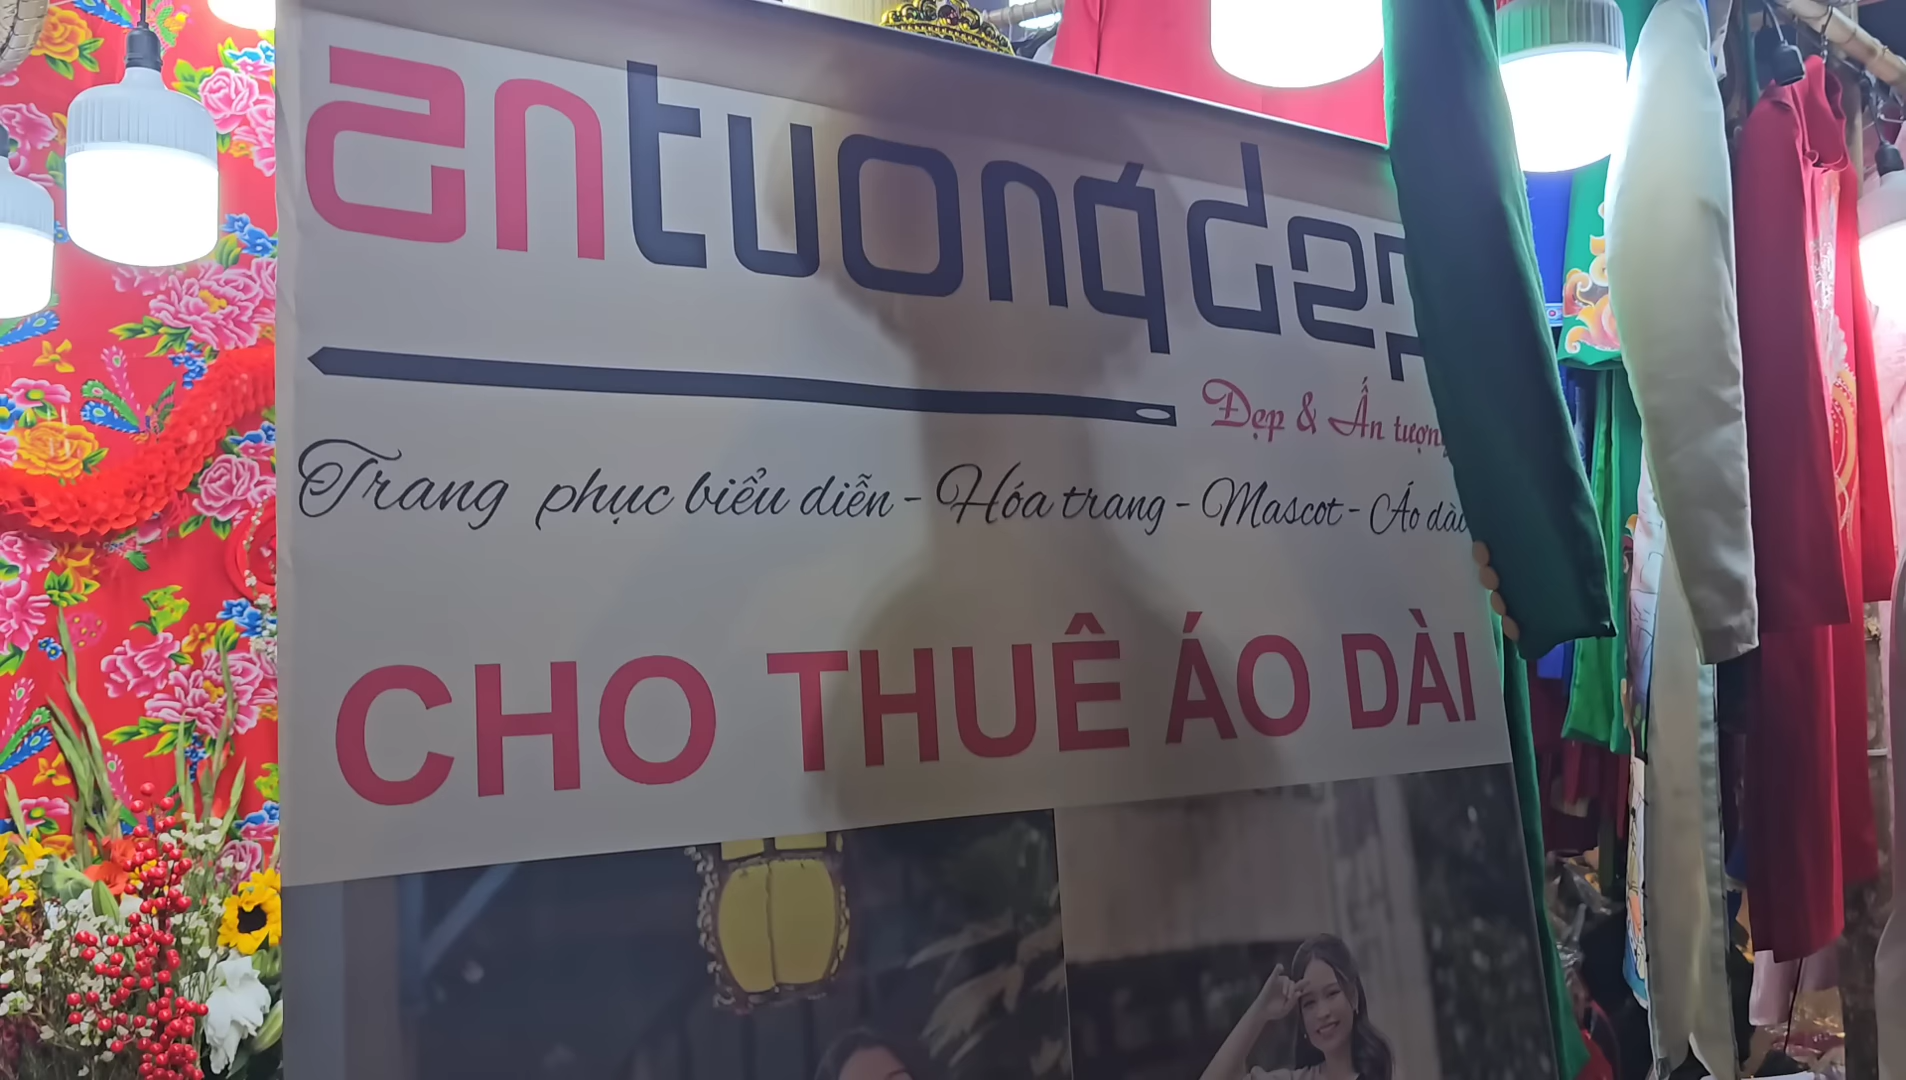 antuongdep
Đẹp & Ấn tượng
Trang phục biểu diễn - Hóa trang - Mascot - Áo dài
CHO THUÊ ÁO DÀI